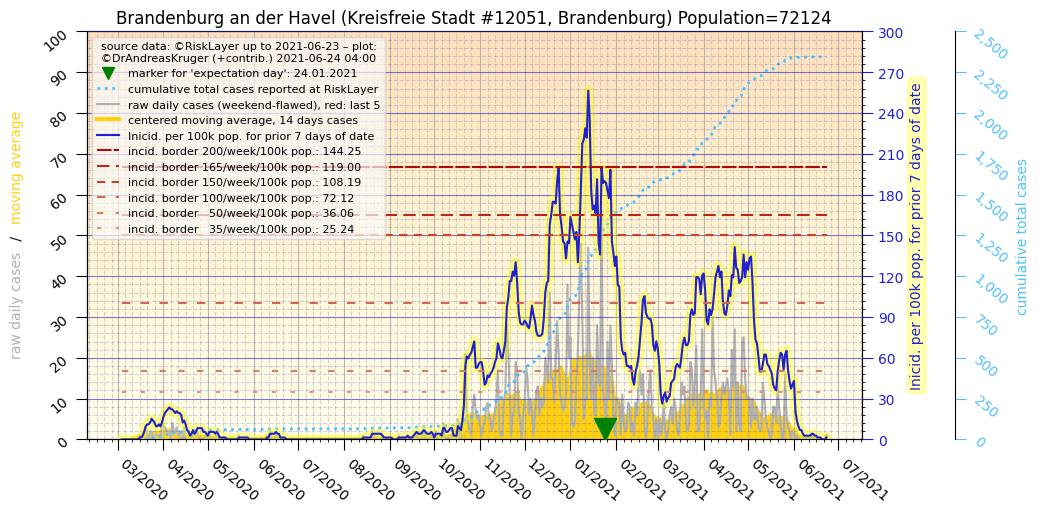 Brandenburg an der Havel (Kreisfreie Stadt #12051, Brandenburg) Population=72124
source data: ©RiskLayer up to 2021-06-23 – plot:
©DrAndreasKruger (+contrib.) 2021-06-24 04:00
marker for 'expectation day': 24.01.2021
cumulative total cases reported at RiskLayer
raw daily cases (weekend-flawed), red: last 5
centered moving average, 14 days cases
Inicid. per 100k pop. for prior 7 days of date
incid. border 200/week/100k pop.: 144.25
incid. border 165/week/100k pop.: 119.00
incid. border 150/week/100k pop.: 108.19
incid. border 100/week/100k pop.: 72.12
incid. border   50/week/100k pop.: 36.06
incid. border   35/week/100k pop.: 25.24
raw daily cases / moving average
100
90
80
70
60
50
40
30
20
10
0
03/2020
04/2020
05/2020
06/2020
07/2020
08/2020
09/2020
10/2020
11/2020
12/2020
01/2021
02/2021
03/2021
04/2021
05/2021
06/2021
07/2021
300
270
240
210
180
150
120
90
60
30
0
Inicid. per 100k pop. for prior 7 days of date
2,500
2,250
2,000
1,750
1,500
1,250
1,000
750
500
250
0
cumulative total cases